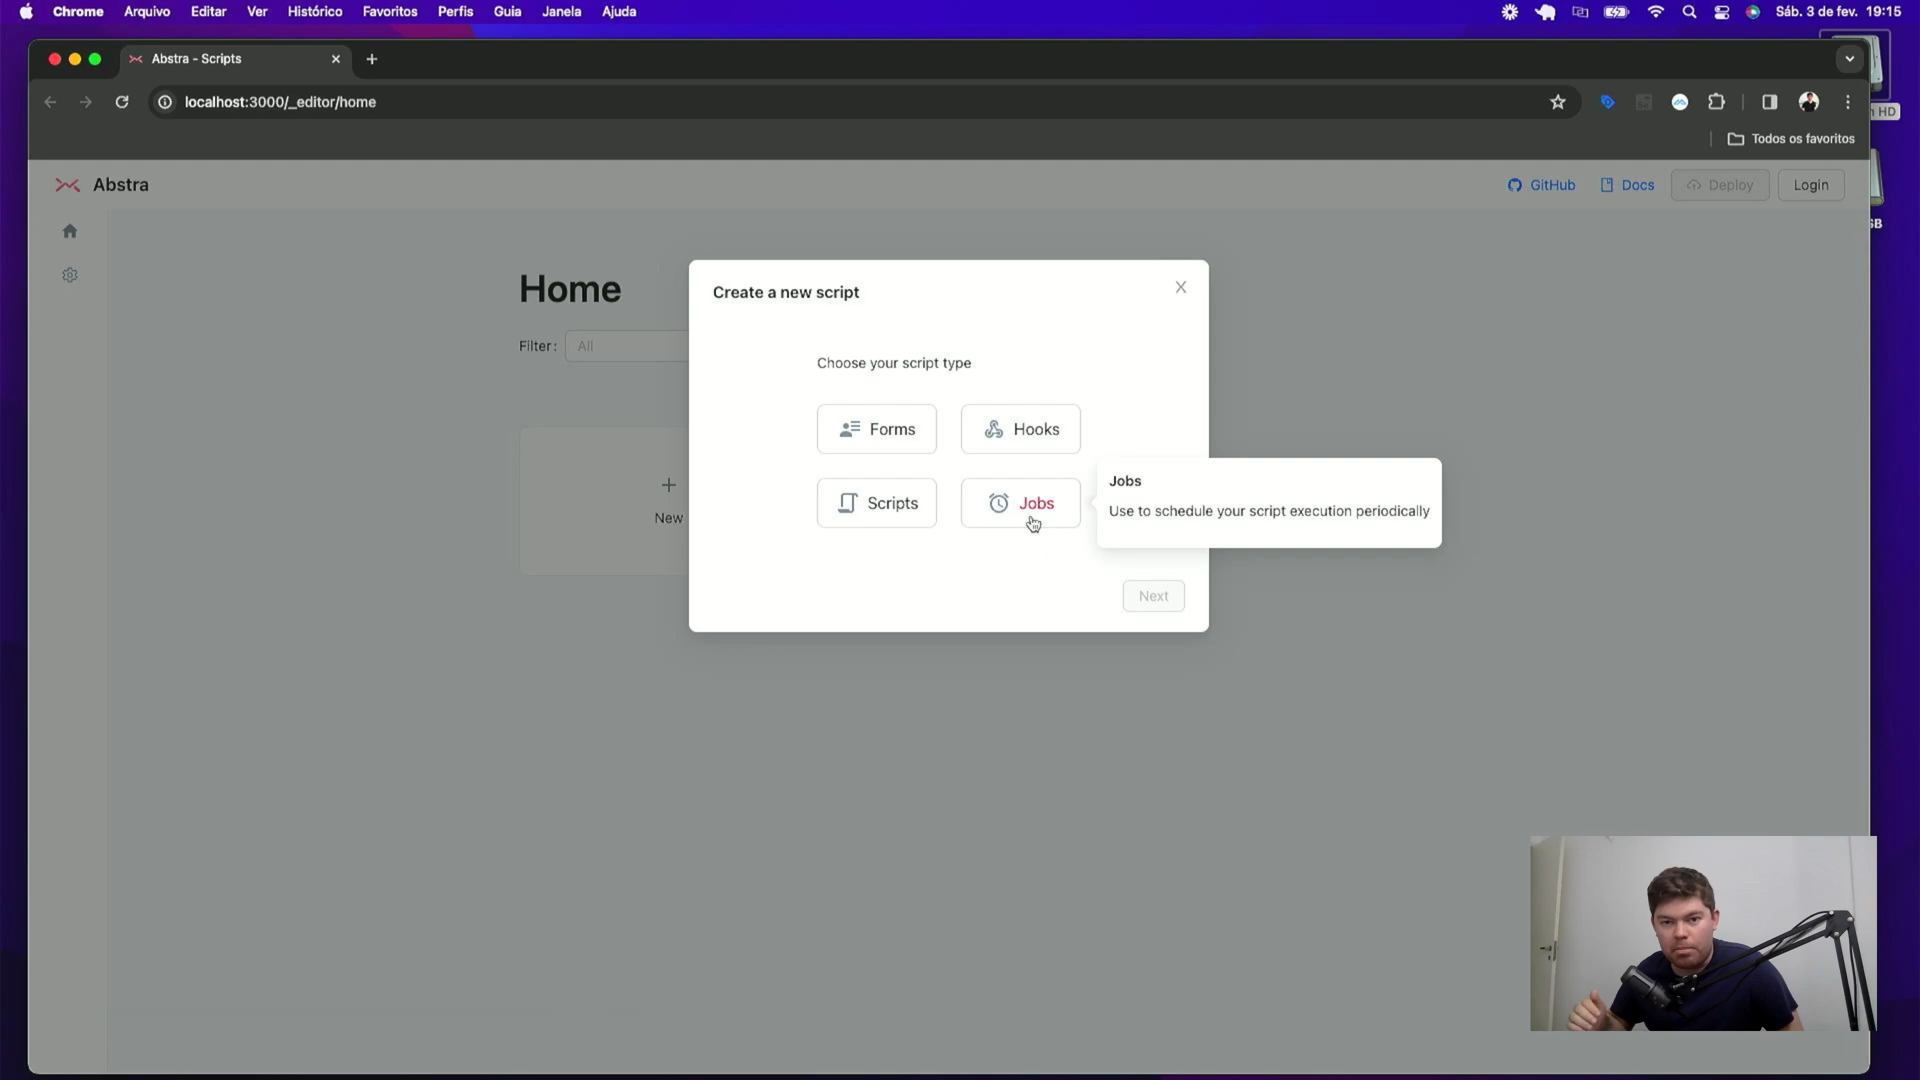 Chrome Arquivo Editar Ver Histórico Favoritos Perfis Guia Janela Ajuda Sáb. 3 de fev. 19:15
Abstra - Scripts
localhost:3000/_editor/home
HD
Todos os favoritos
Abstra GitHub Docs Deploy Login
SB
Home
Filter: All
New
Create a new script
Choose your script type
Forms Hooks
Scripts Jobs
Jobs
Use to schedule your script execution periodically
Next